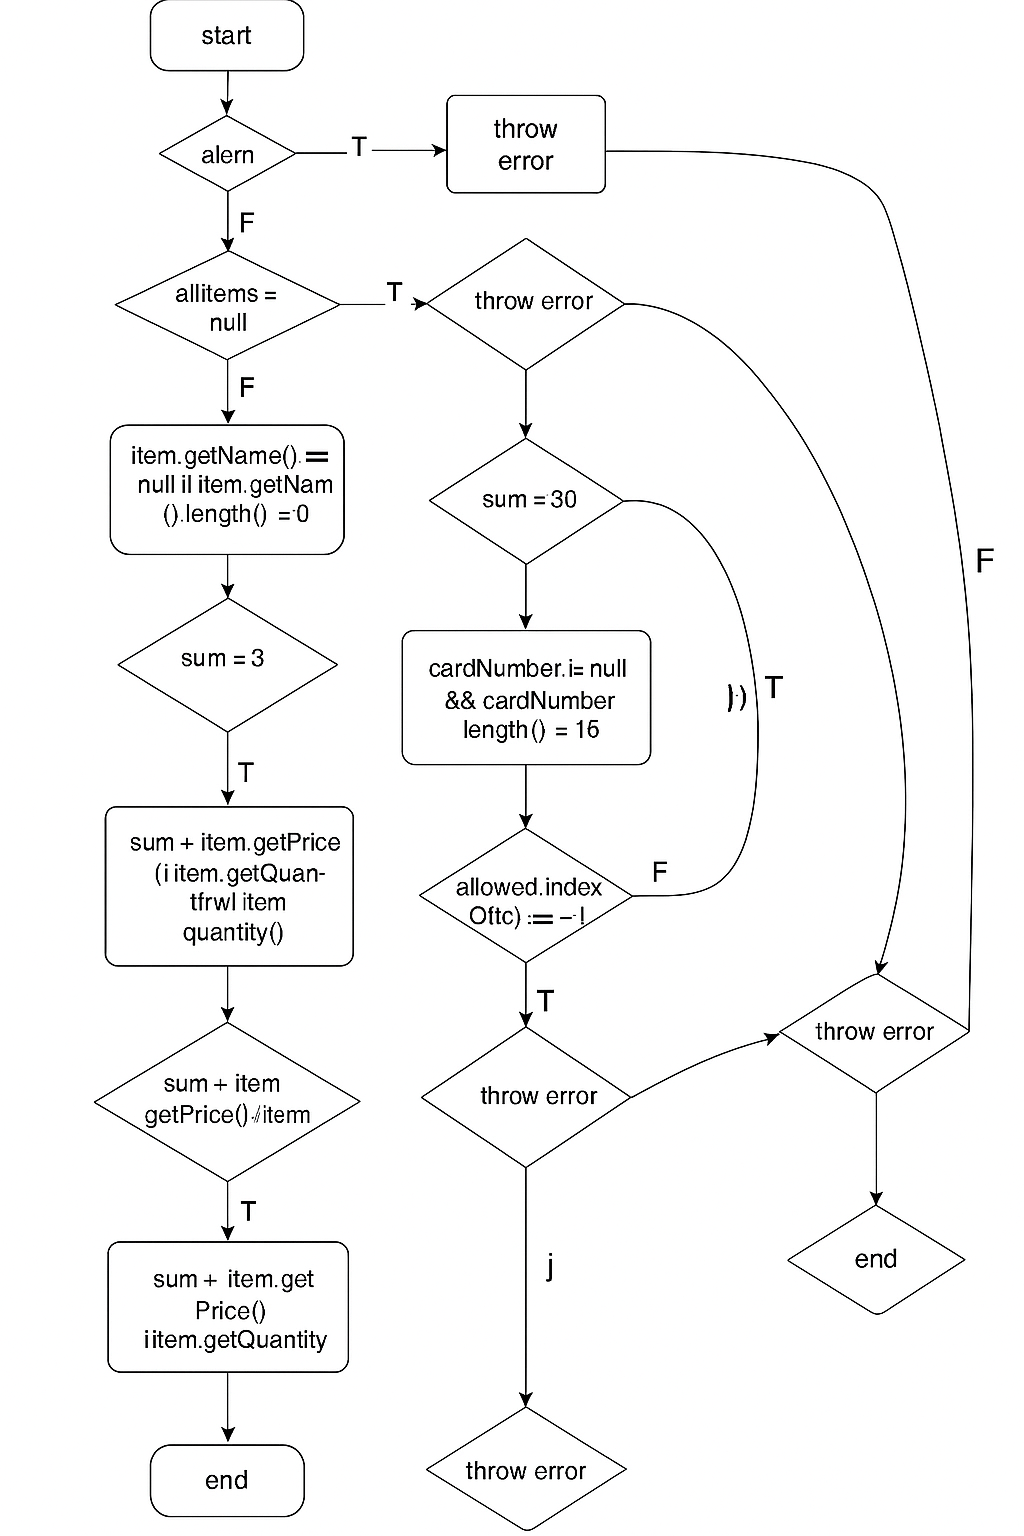 start
alern
T
throw
error
F
allitems =
null
T
throw error
F
item.getName(). ==
null il item.getNam
().length() = 0
sum = 30
F
cardNumber.i= null
&& cardNumber
length() = 16
sum = 3
T
)·)
T
sum + item.getPrice
(i item.getQuan-
tfrwl item
quantity()
allowed.index
Oftc) := – !
F
T
throw error
throw error
sum + item
getPrice()·//iterm
T
sum + item.get
Price()
iitem.getQuantity
j
end
end
throw error